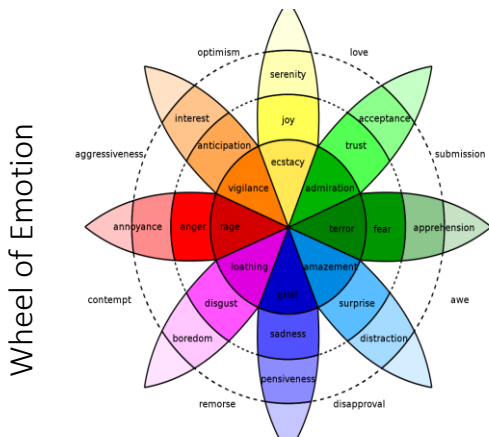 Wheel of Emotion
optimism
love
serenity
interest
acceptance
joy
anticipation
trust
aggressiveness
submission
ecstacy
vigilance
admiration
annoyance
anger
rage
terror
fear
apprehension
loathing
amazement
grief
disgust
surprise
contempt
awe
sadness
boredom
distraction
pensiveness
remorse
disapproval